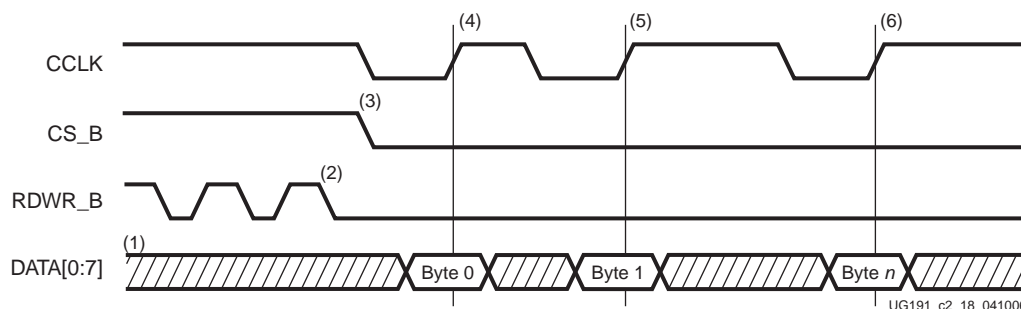 (4) (5) (6)
CCLK
(3)
CS_B
(2)
RDWR_B
(1)
DATA[0:7] Byte 0 Byte 1 Byte n